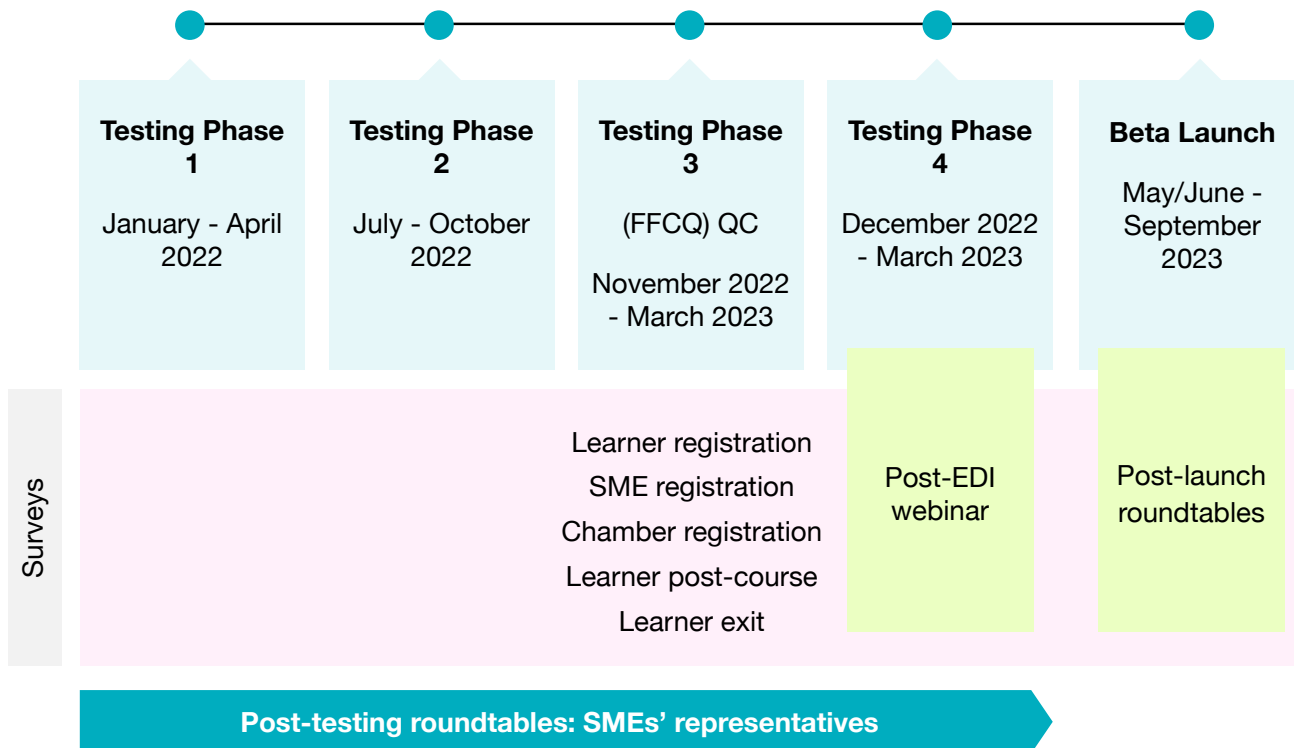 Testing Phase
1
January - April
2022
Testing Phase
2
July - October
2022
Testing Phase
3
(FFCQ) QC
November 2022
- March 2023
Testing Phase
4
December 2022
- March 2023
Beta Launch
May/June -
September
2023
Surveys
Learner registration
SME registration
Chamber registration
Learner post-course
Learner exit
Post-EDI
webinar
Post-launch
roundtables
Post-testing roundtables: SMEs’ representatives